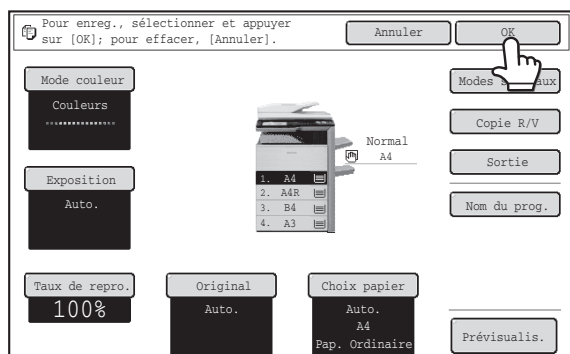 Pour enreg., sélectionner et appuyer
sur [OK]; pour effacer, [Annuler].
Annuler
OK
Mode couleur
Couleurs
Exposition
Auto.
Normal
A4
1. A4
2. A4R
3. B4
4. A3
Modes
aux
Copie R/V
Sortie
Nom du prog.
Taux de repro.
100%
Original
Auto.
Choix papier
Auto.
A4
Pap. Ordinaire
Prévisualis.